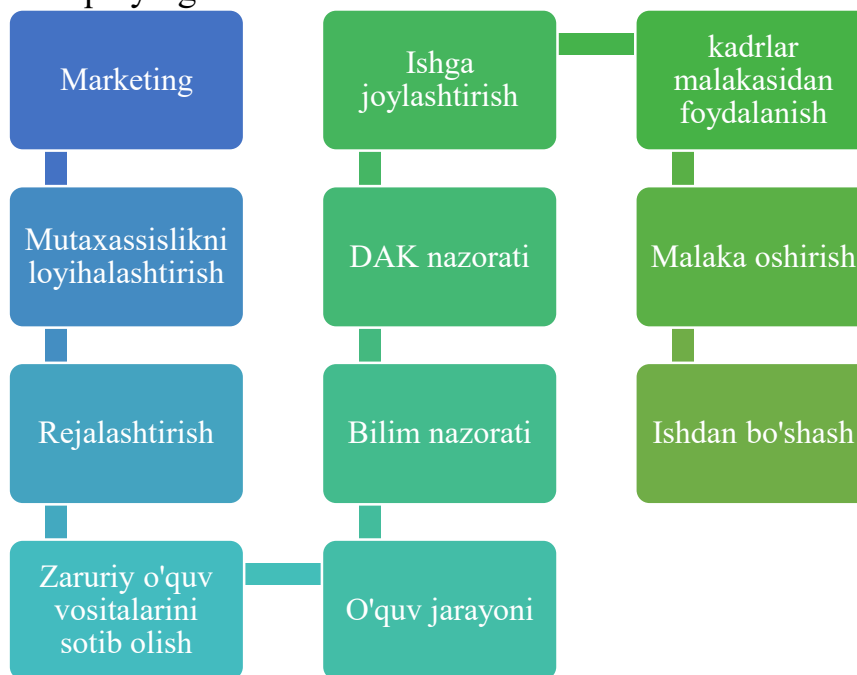 Marketing
Mutaxassislikni
loyihalashtirish
Rejalashtirish
Zaruriy o'quv
vositalarini
sotib olish
O'quv jarayoni
Bilim nazorati
DAK nazorati
Ishga
joylashtirish
kadrlar
malakasidan
foydalanish
Malaka oshirish
Ishdan bo'shash